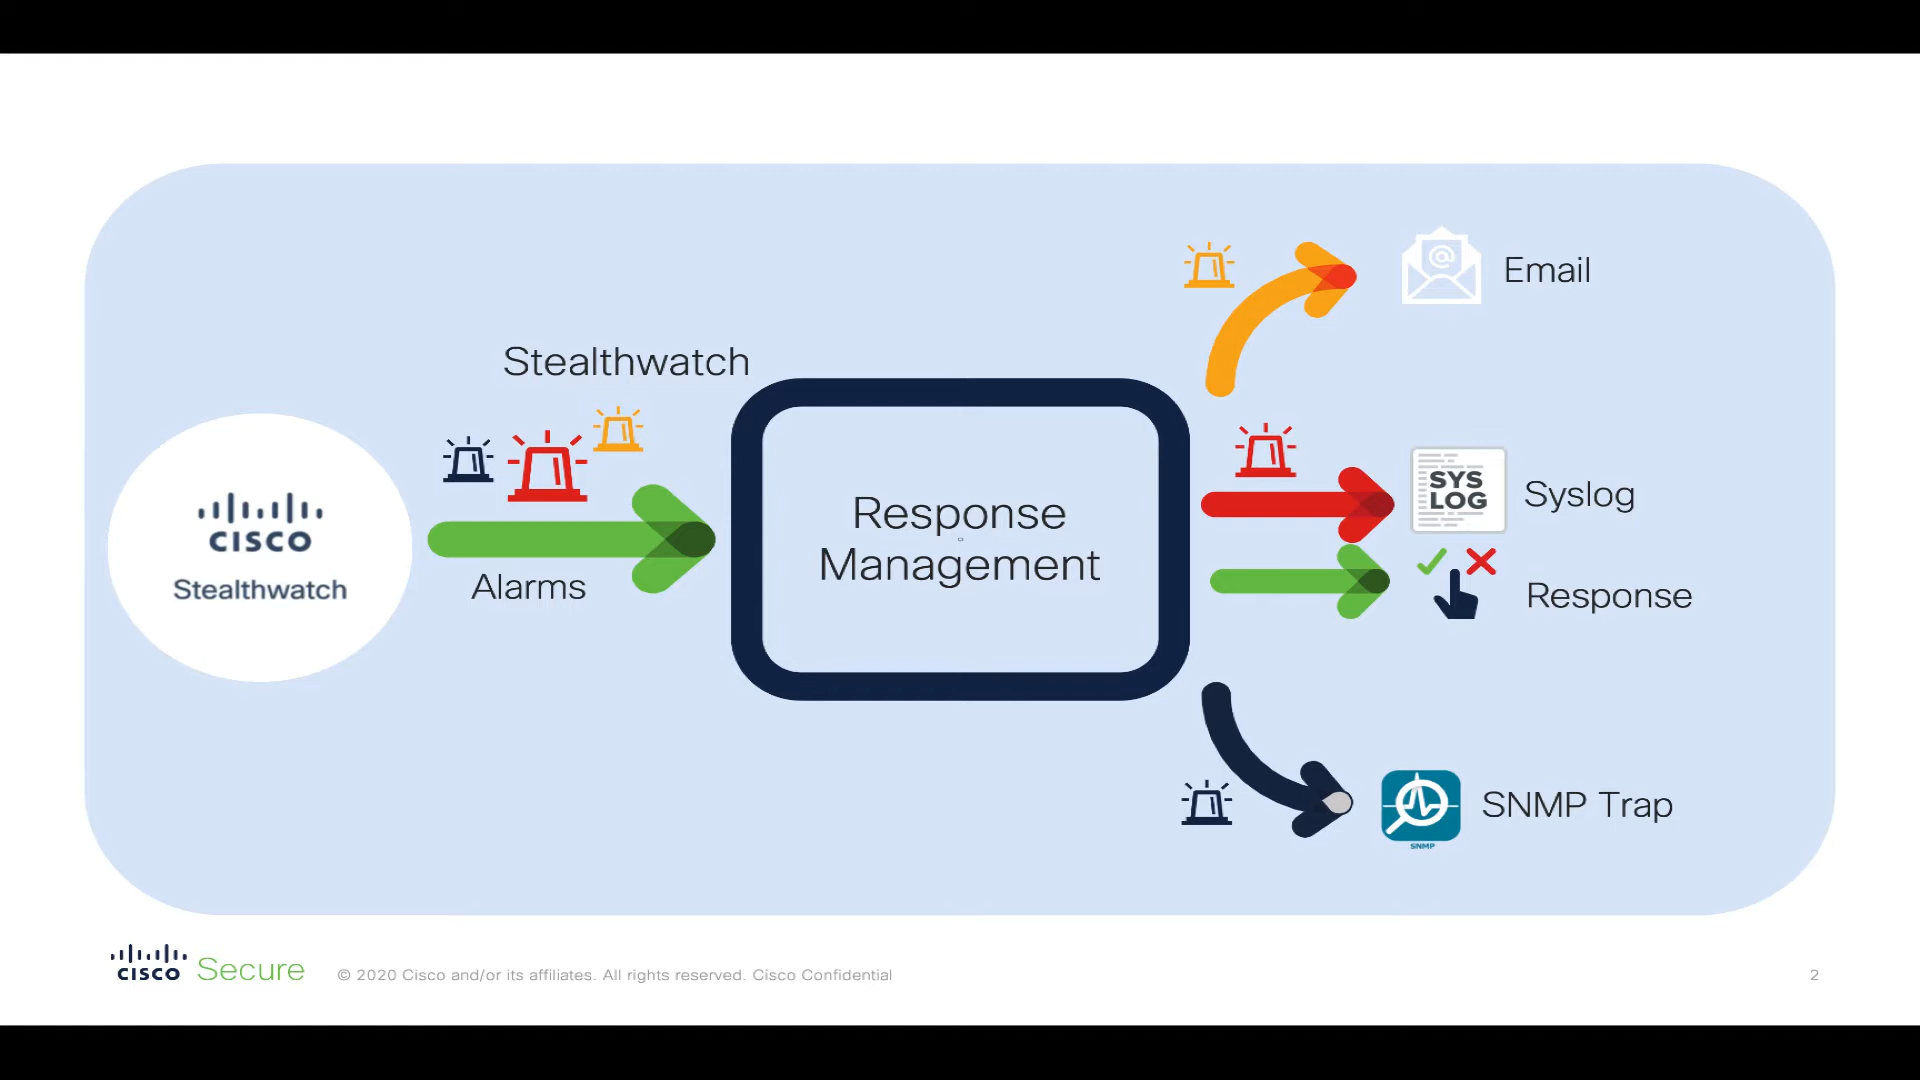 Email
Stealthwatch
SYS
LOG
Syslog
CISCO
Stealthwatch
Alarms
Response
Management
Response
SNMP
SNMP Trap
CISCO Secure
© 2020 Cisco and/or its affiliates. All rights reserved. Cisco Confidential
2